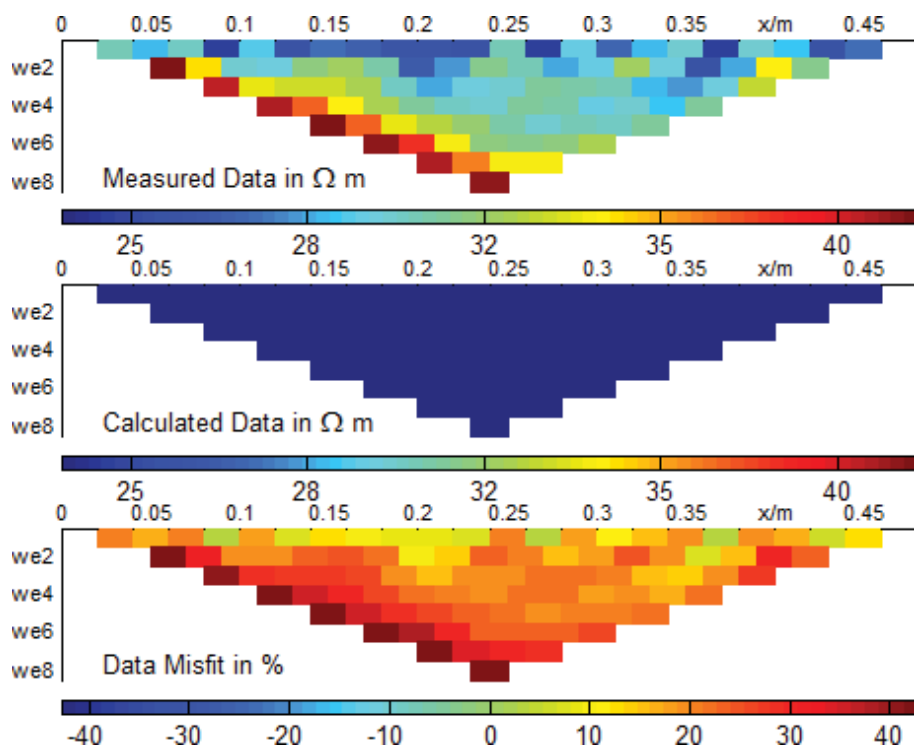 0 0.05 0.1 0.15 0.2 0.25 0.3 0.35 x/m 0.45
we2
we4
we6
we8
Measured Data in Ω m
25 28 32 35 40
0 0.05 0.1 0.15 0.2 0.25 0.3 0.35 x/m 0.45
we2
we4
we6
we8
Calculated Data in Ω m
25 28 32 35 40
0 0.05 0.1 0.15 0.2 0.25 0.3 0.35 x/m 0.45
we2
we4
we6
we8
Data Misfit in %
-40 -30 -20 -10 0 10 20 30 40